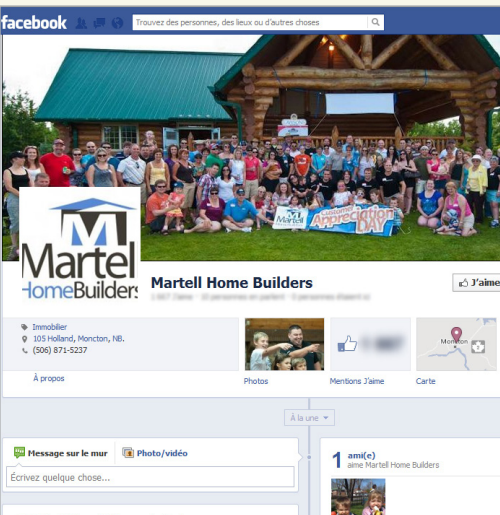 facebook
Trouvez des personnes, des lieux ou d'autres choses
Martell
Customer
Appreciation
DAY
Martell
HomeBuilders
Martell Home Builders
J'aime
Immobilier
105 Holland, Moncton, NB.
(506) 871-5237
À propos
Moncton
Photos
Mentions J'aime
Carte
À la une
Message sur le mur
Photo/vidéo
Écrivez quelque chose...
1 ami(e)
aime Martell Home Builders